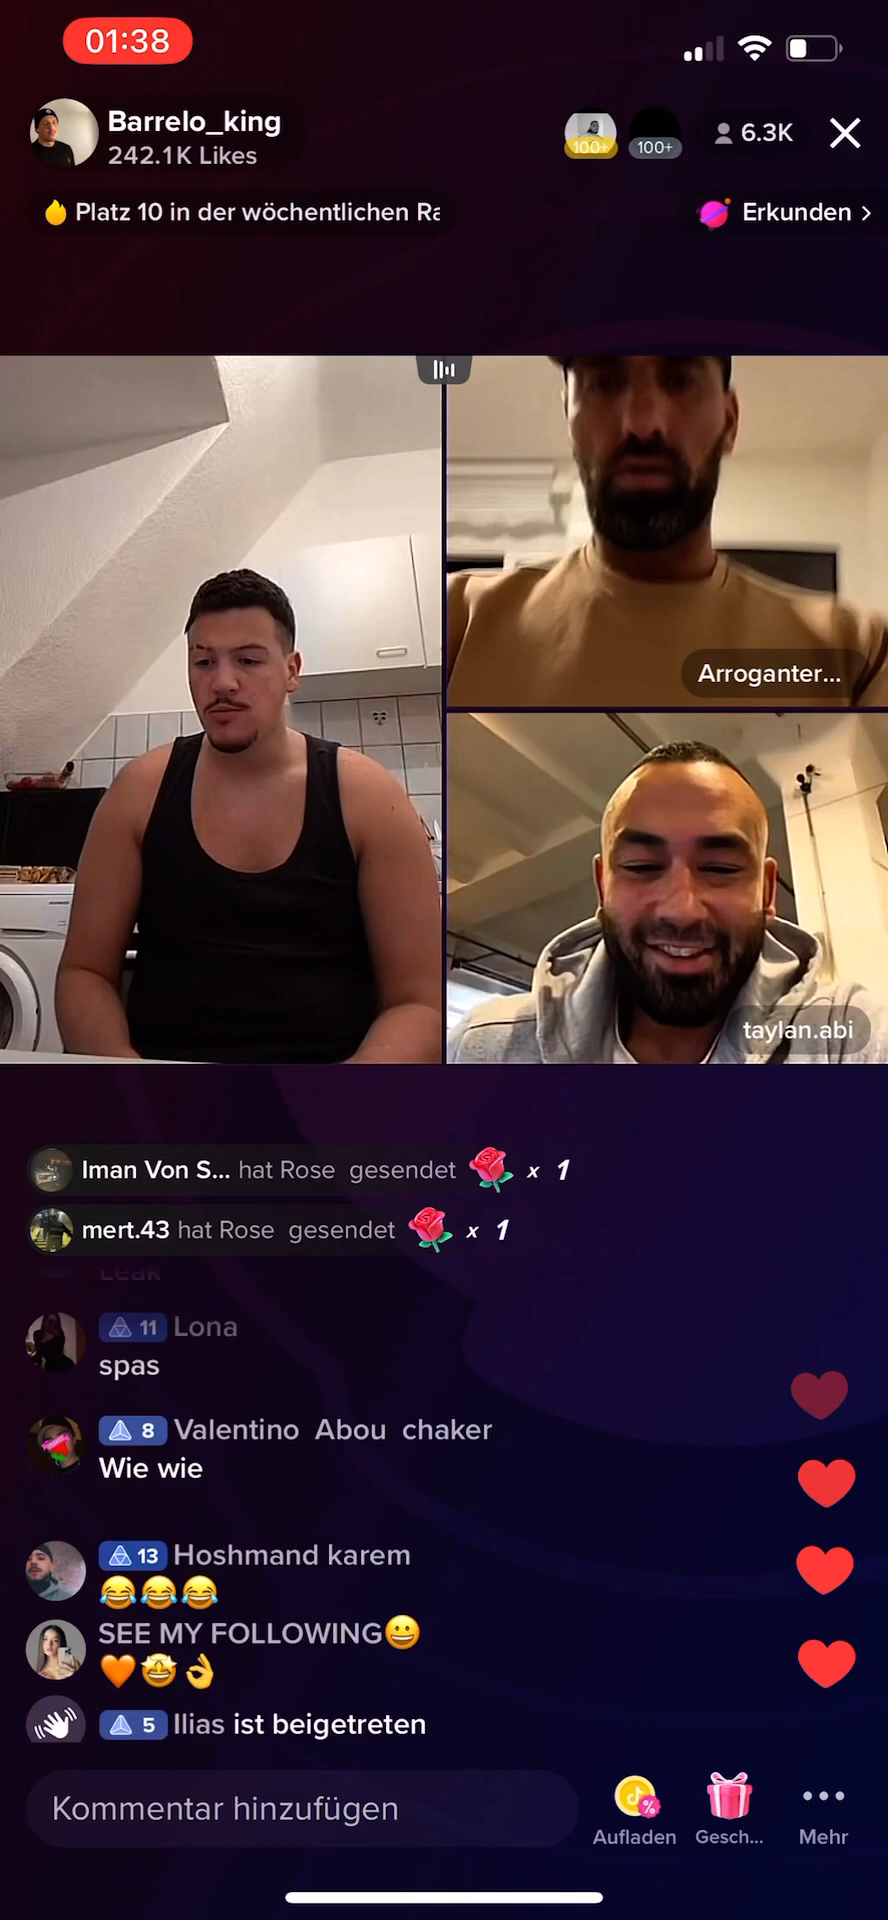 01:38
Barrelo_king
242.1K Likes
100+
100+
6.3K
Platz 10 in der wöchentlichen Ra
Erkunden >
Arroganter...
taylan.abi
Iman Von S... hat Rose gesendet x 1
mert.43 hat Rose gesendet x 1
Leak
11 Lona
spas
8 Valentino Abou chaker
Wie wie
13 Hoshmand karem
😂😂😂
SEE MY FOLLOWING😀
🧡🤩👌
5 Ilias ist beigetreten
Kommentar hinzufügen
Aufladen
Gesch...
Mehr